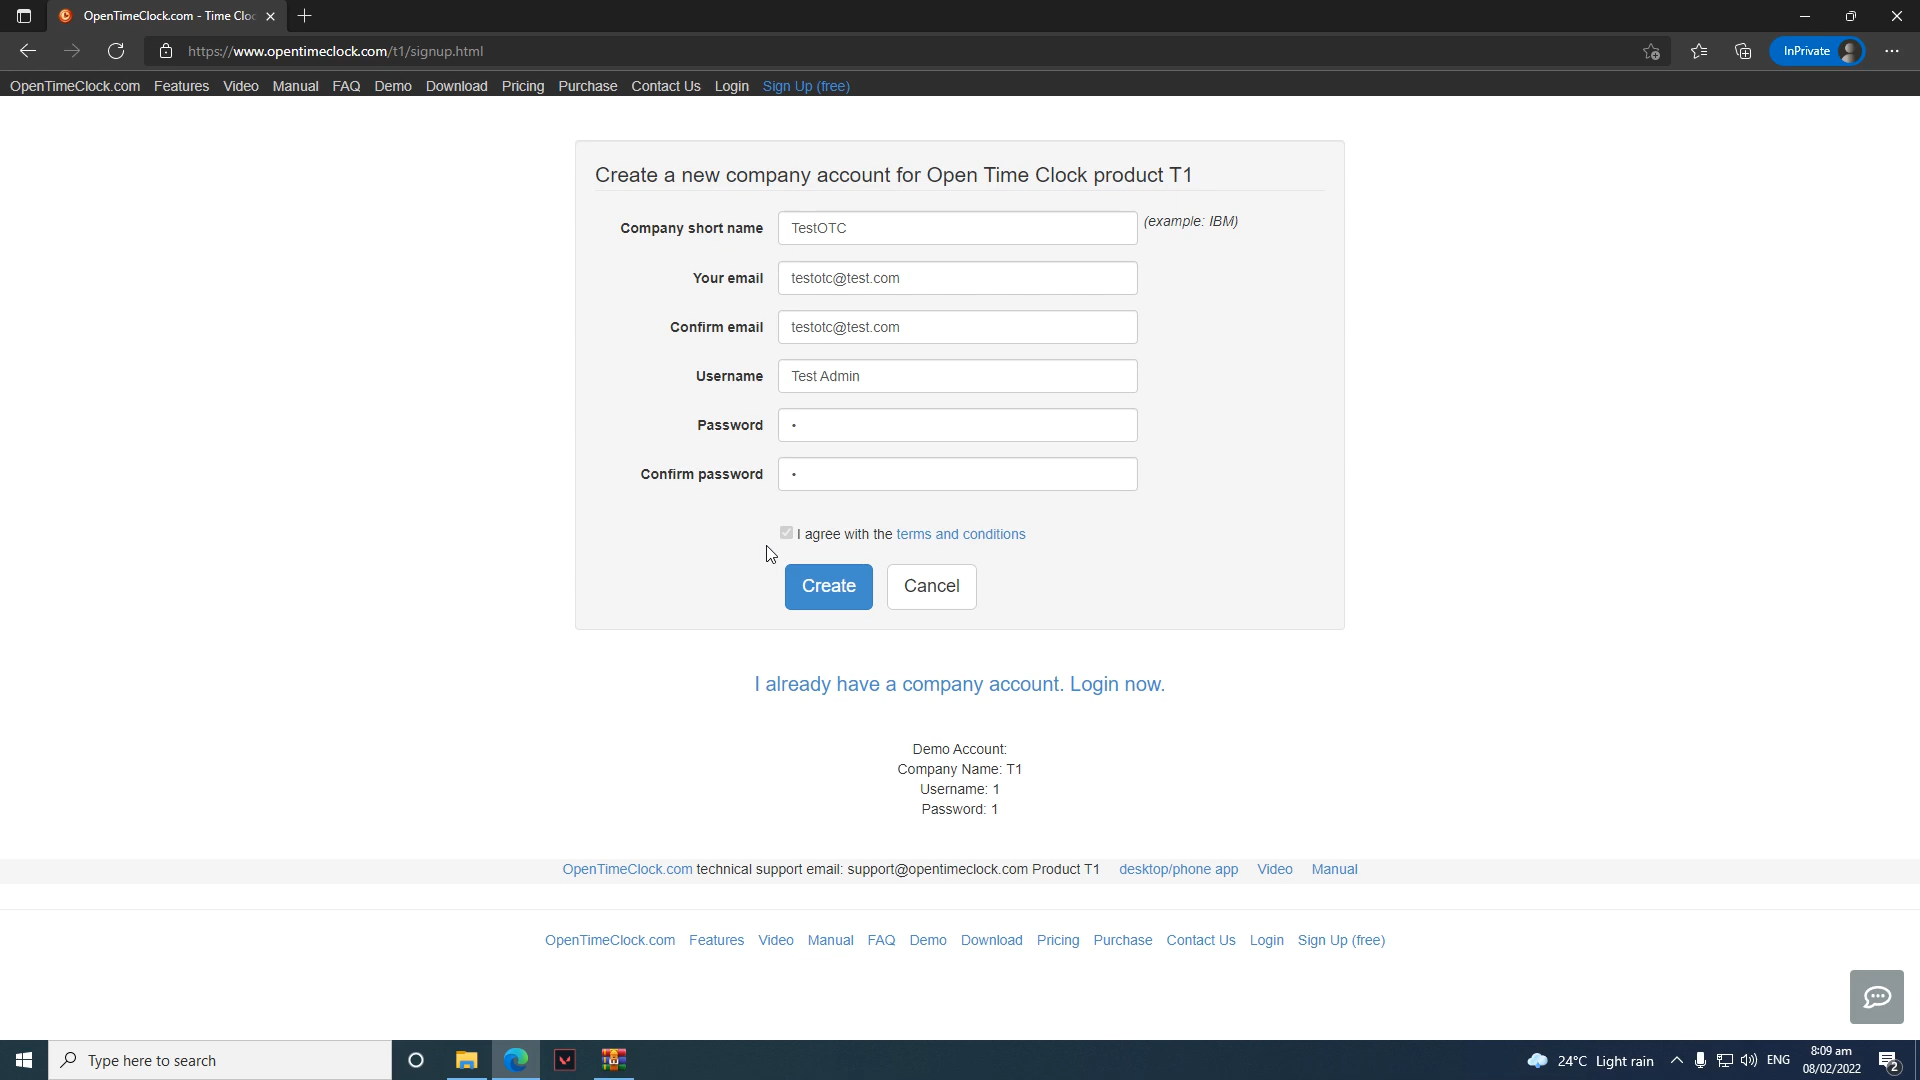 OpenTimeClock.com - Time Cloc
https://www.opentimeclock.com/t1/signup.html
InPrivate
OpenTimeClock.com Features Video Manual FAQ Demo Download Pricing Purchase Contact Us Login Sign Up (free)
Create a new company account for Open Time Clock product T1
Company short name TestOTC (example: IBM)
Your email testotc@test.com
Confirm email testotc@test.com
Username Test Admin
Password •
Confirm password •
I agree with the terms and conditions
Create Cancel
I already have a company account. Login now.
Demo Account:
Company Name: T1
Username: 1
Password: 1
OpenTimeClock.com technical support email: support@opentimeclock.com Product T1 desktop/phone app Video Manual
OpenTimeClock.com Features Video Manual FAQ Demo Download Pricing Purchase Contact Us Login Sign Up (free)
Type here to search
24°C Light rain
ENG
8:09 am
08/02/2022
2